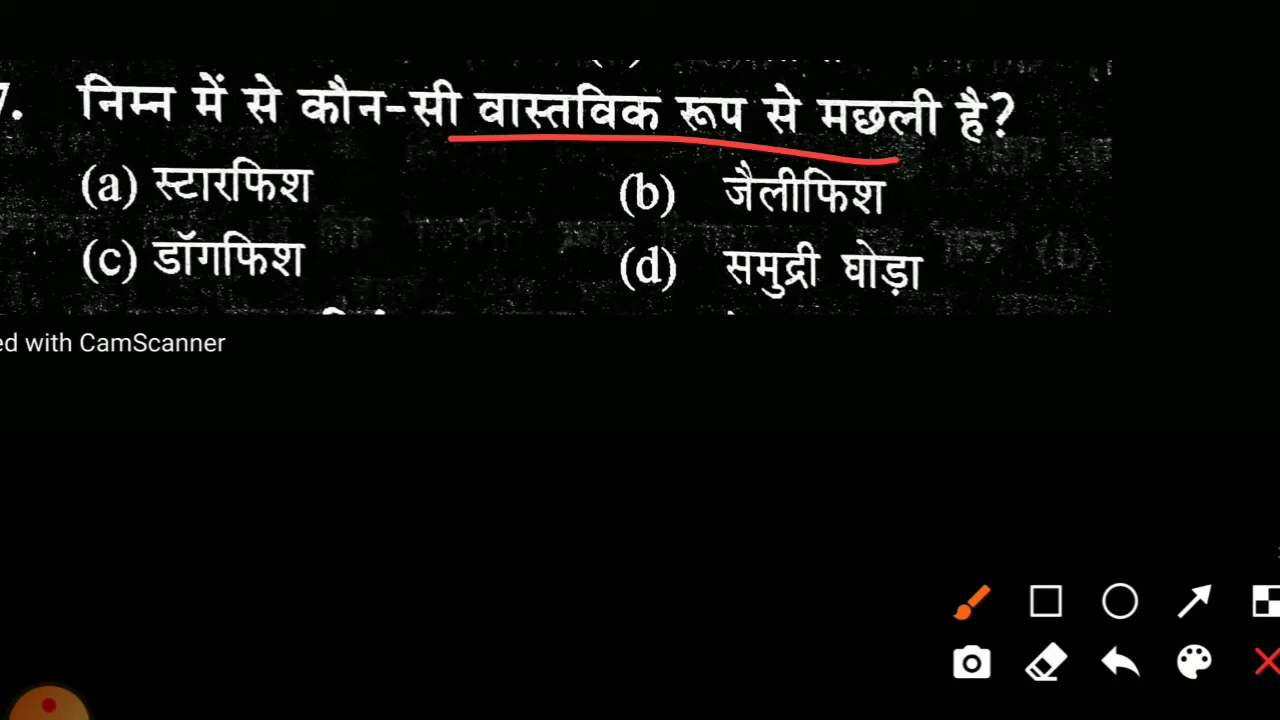 7. निम्न में से कौन-सी वास्तविक रूप से मछली है?
(a) स्टारफिश (b) जैलीफिश
(c) डॉगफिश (d) समुद्री घोड़ा
ed with CamScanner